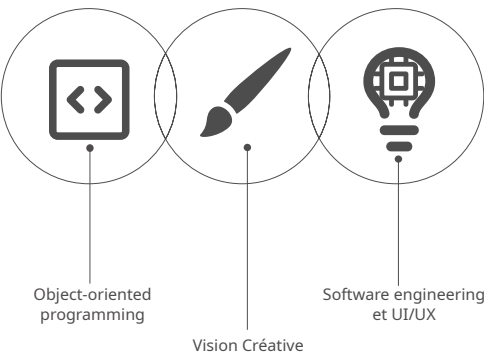 Object-oriented
programming
Vision Créative
Software engineering
et UI/UX